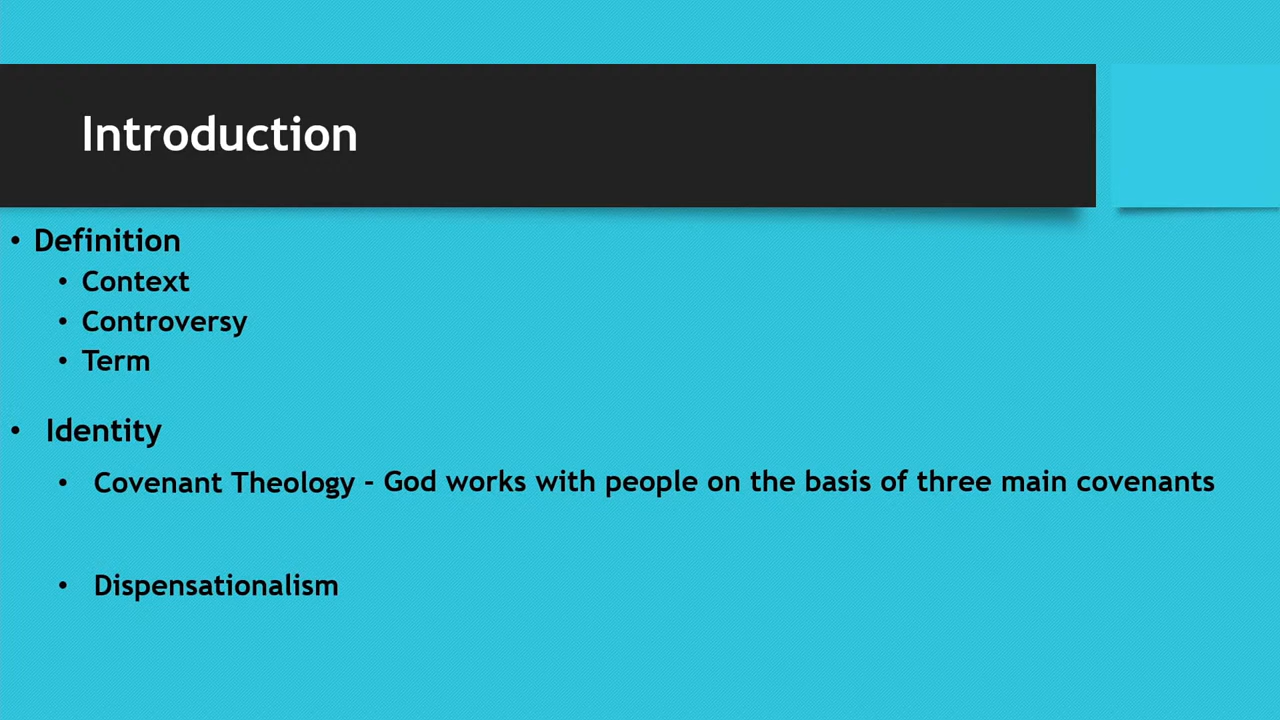 Introduction
• Definition
• Context
• Controversy
• Term
• Identity
• Covenant Theology - God works with people on the basis of three main covenants
• Dispensationalism